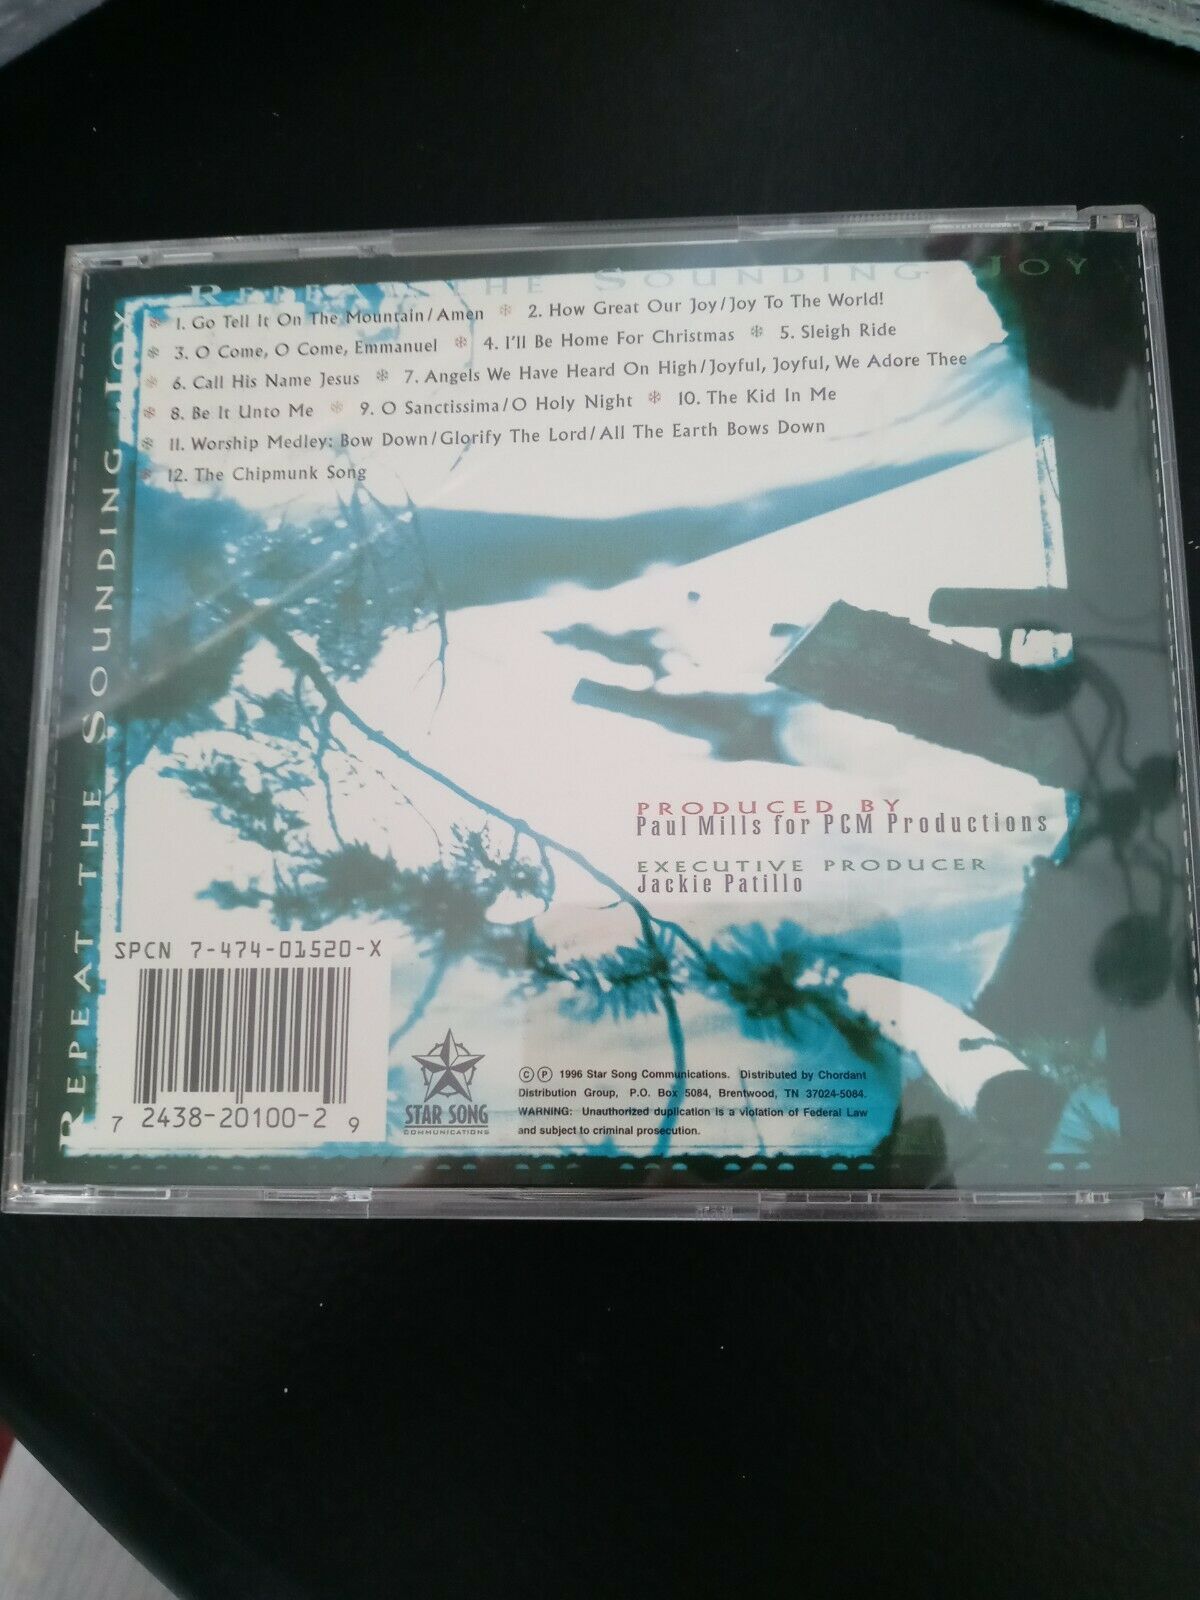 REPEAT THE SOUNDING JOY
1. Go Tell It On The Mountain/Amen ❄ 2. How Great Our Joy/Joy To The World!
3. O Come, O Come, Emmanuel ❄ 4. I'll Be Home For Christmas ❄ 5. Sleigh Ride
6. Call His Name Jesus ❄ 7. Angels We Have Heard On High/Joyful, Joyful, We Adore Thee
8. Be It Unto Me ❄ 9. O Sanctissima/O Holy Night ❄ 10. The Kid In Me
11. Worship Medley: Bow Down/Glorify The Lord/All The Earth Bows Down
12. The Chipmunk Song
REPEAT THE SOUNDING JOY
PRODUCED BY
Paul Mills for PCM Productions
EXECUTIVE PRODUCER
Jackie Patillo
SPCN 7-474-01520-X
7 2438-20100-2 9
STAR SONG
COMMUNICATIONS
© ℗ 1996 Star Song Communications. Distributed by Chordant
Distribution Group, P.O. Box 5084, Brentwood, TN 37024-5084.
WARNING: Unauthorized duplication is a violation of Federal Law
and subject to criminal prosecution.